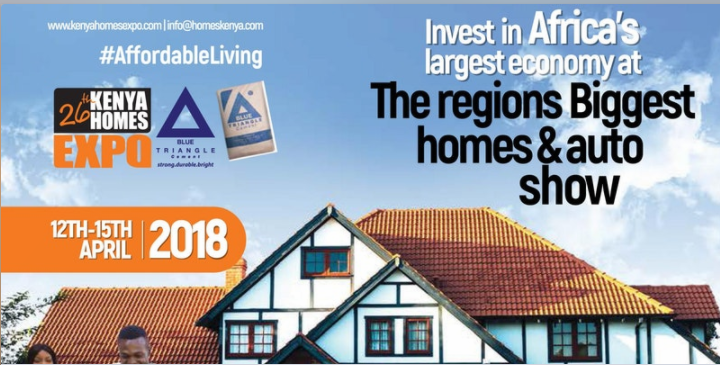 www.kenyahomesexpo.com | info@homeskenya.com
#AffordableLiving
26th KENYA
HOMES
EXPO
BLUE
TRIANGLE
Cement
strong.durable.bright
12TH-15TH
APRIL | 2018
Invest in Africa's
largest economy at
The regions Biggest
homes & auto
show